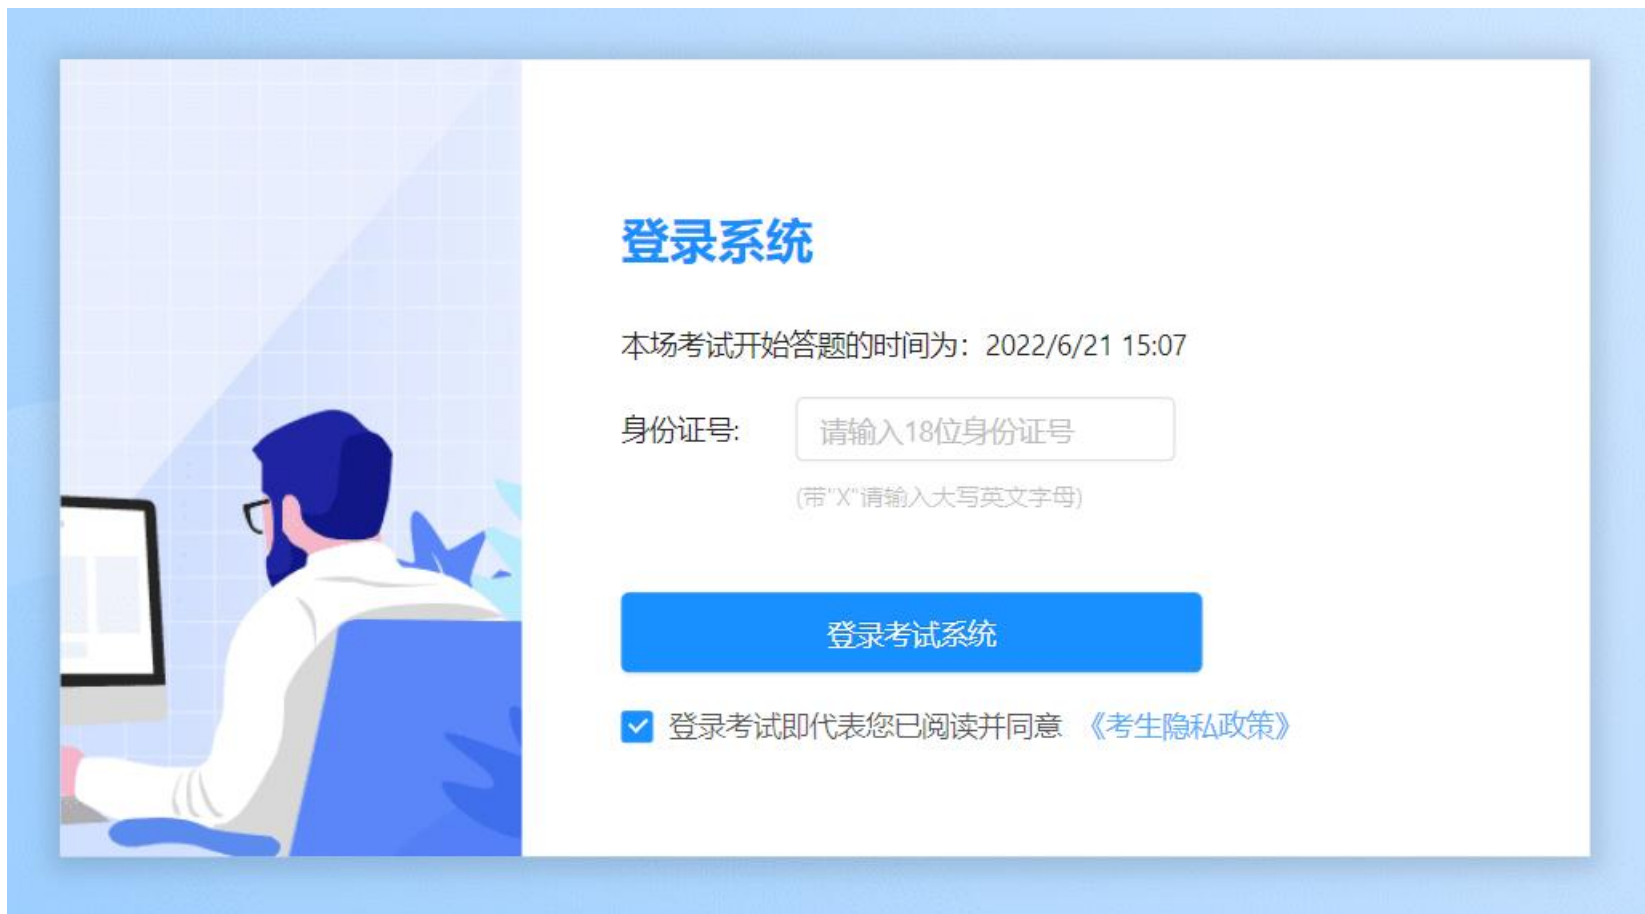 登录系统
本场考试开始答题的时间为：2022/6/21 15:07
身份证号:
请输入18位身份证号
(带"X"请输入大写英文字母)
登录考试系统
登录考试即代表您已阅读并同意 《考生隐私政策》